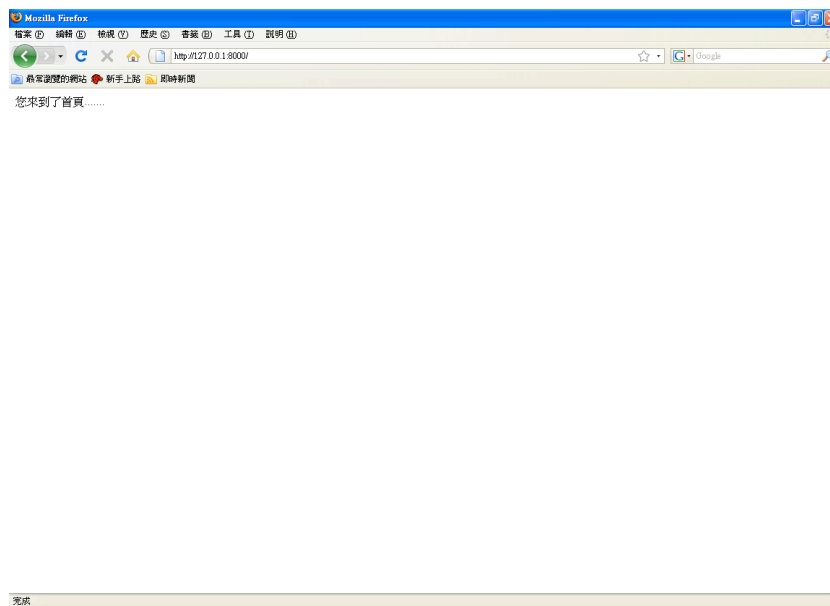 Mozilla Firefox
檔案(F) 編輯(E) 檢視(V) 歷史(S) 書籤(B) 工具(T) 說明(H)
http://127.0.0.1:8000/ Google
最常瀏覽的網站 新手上路 即時新聞
您來到了首頁.......
完成